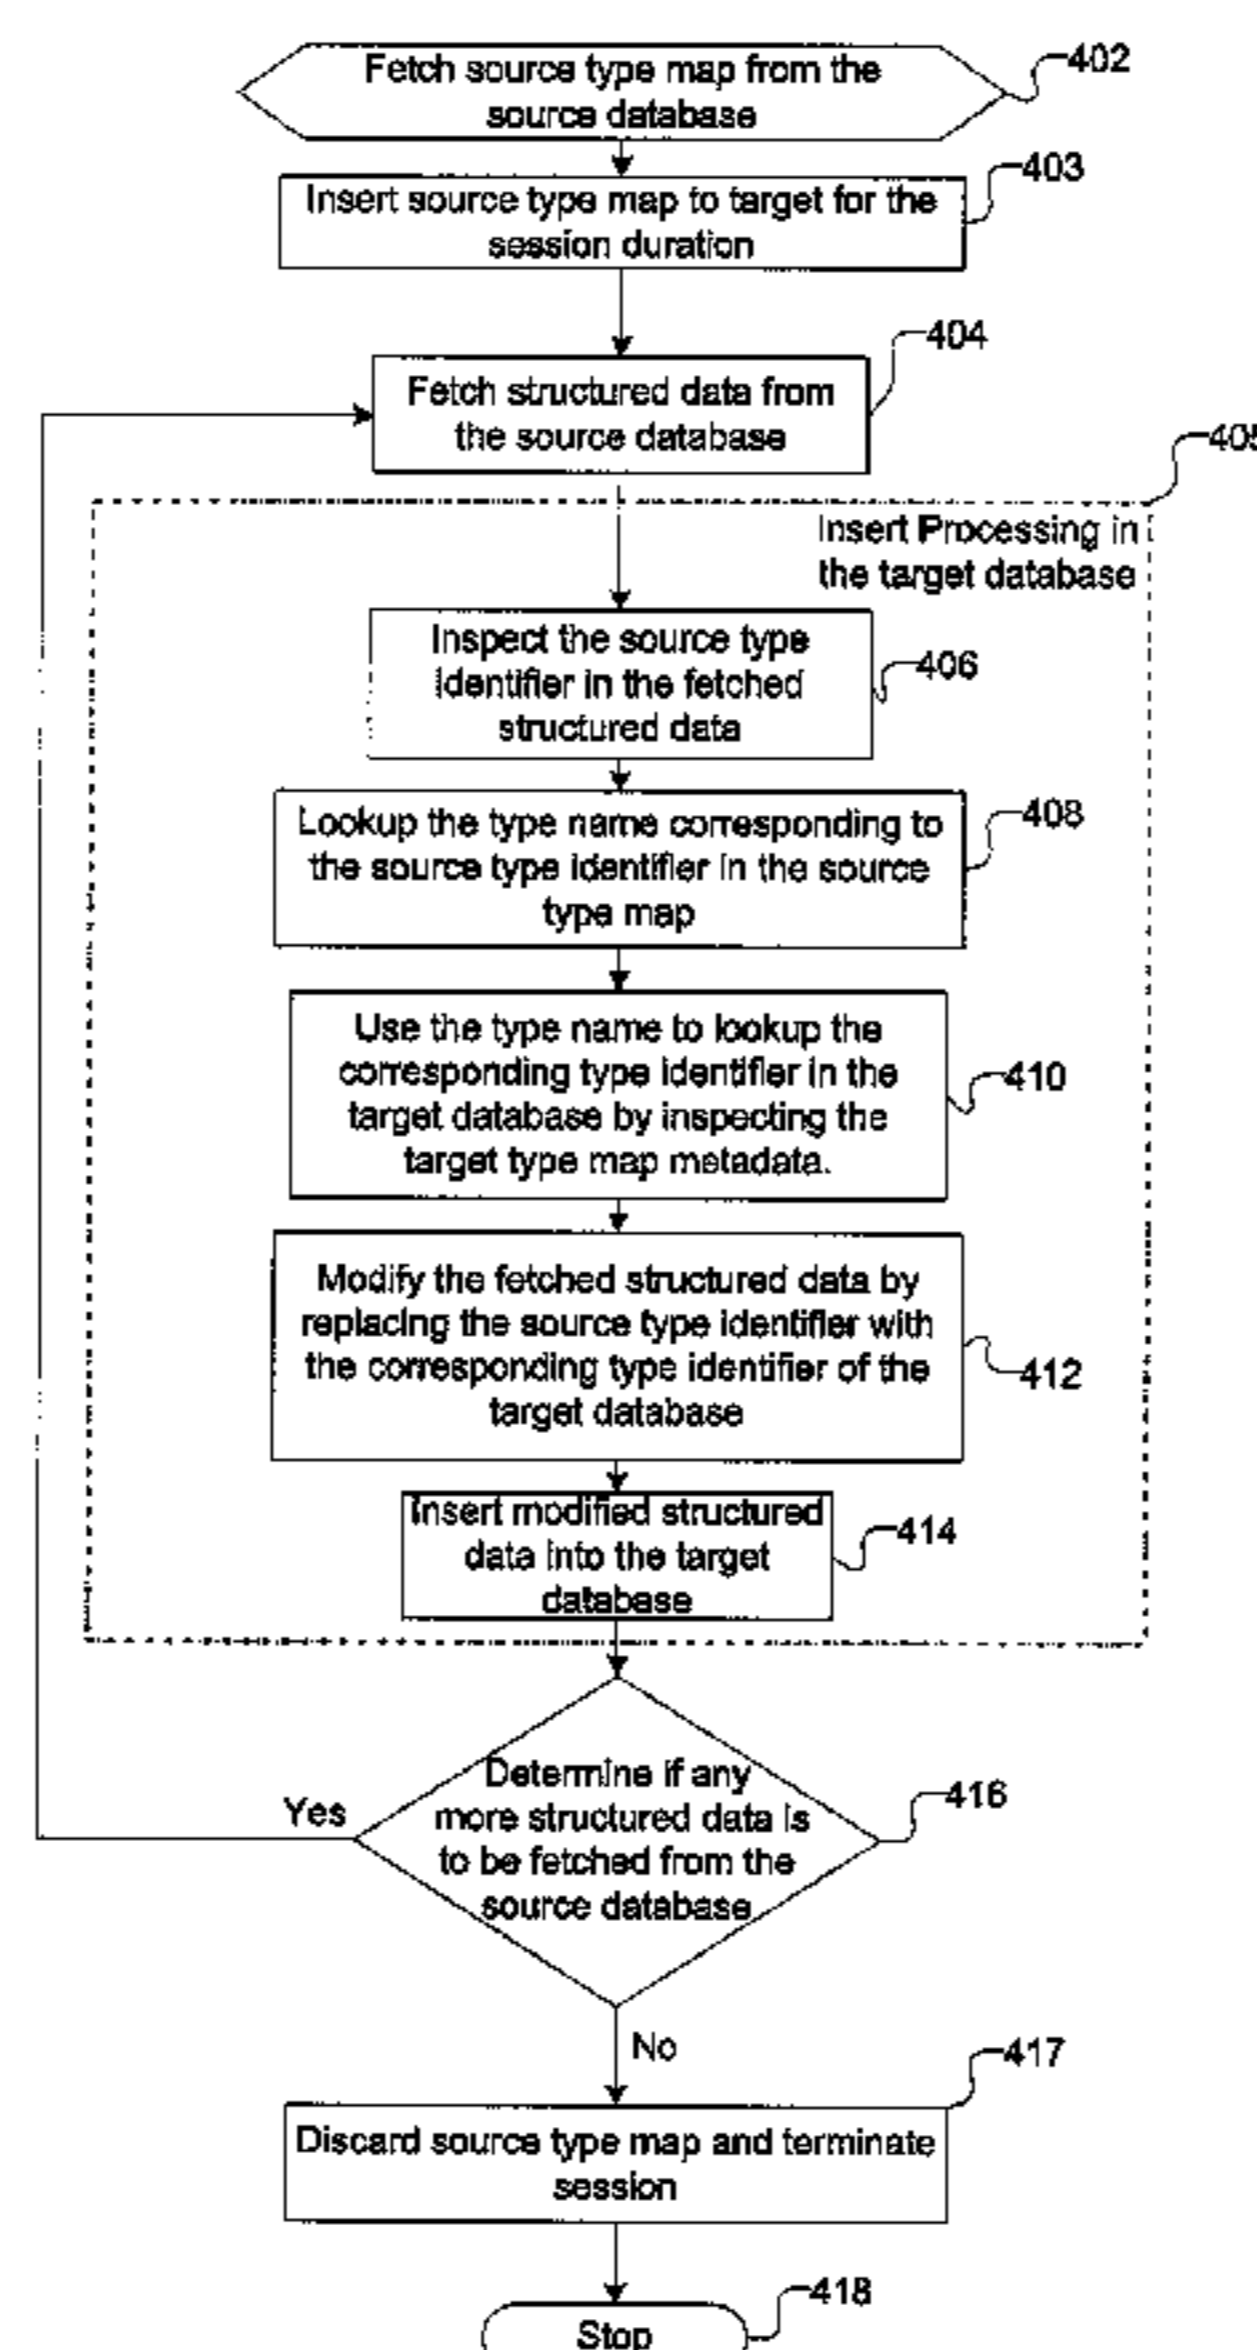 Fetch source type map from the
source database
402
Insert source type map to target for the
session duration
403
Fetch structured data from
the source database
404
405
Insert Processing in
the target database
Inspect the source type
identifier in the fetched
structured data
406
Lookup the type name corresponding to
the source type identifier in the source
type map
408
Use the type name to lookup the
corresponding type identifier in the
target database by inspecting the
target type map metadata.
410
Modify the fetched structured data by
replacing the source type identifier with
the corresponding type identifier of the
target database
412
Insert modified structured
data into the target
database
414
Determine if any
more structured data is
to be fetched from the
source database
416
Yes
No
Discard source type map and terminate
session
417
Stop
418